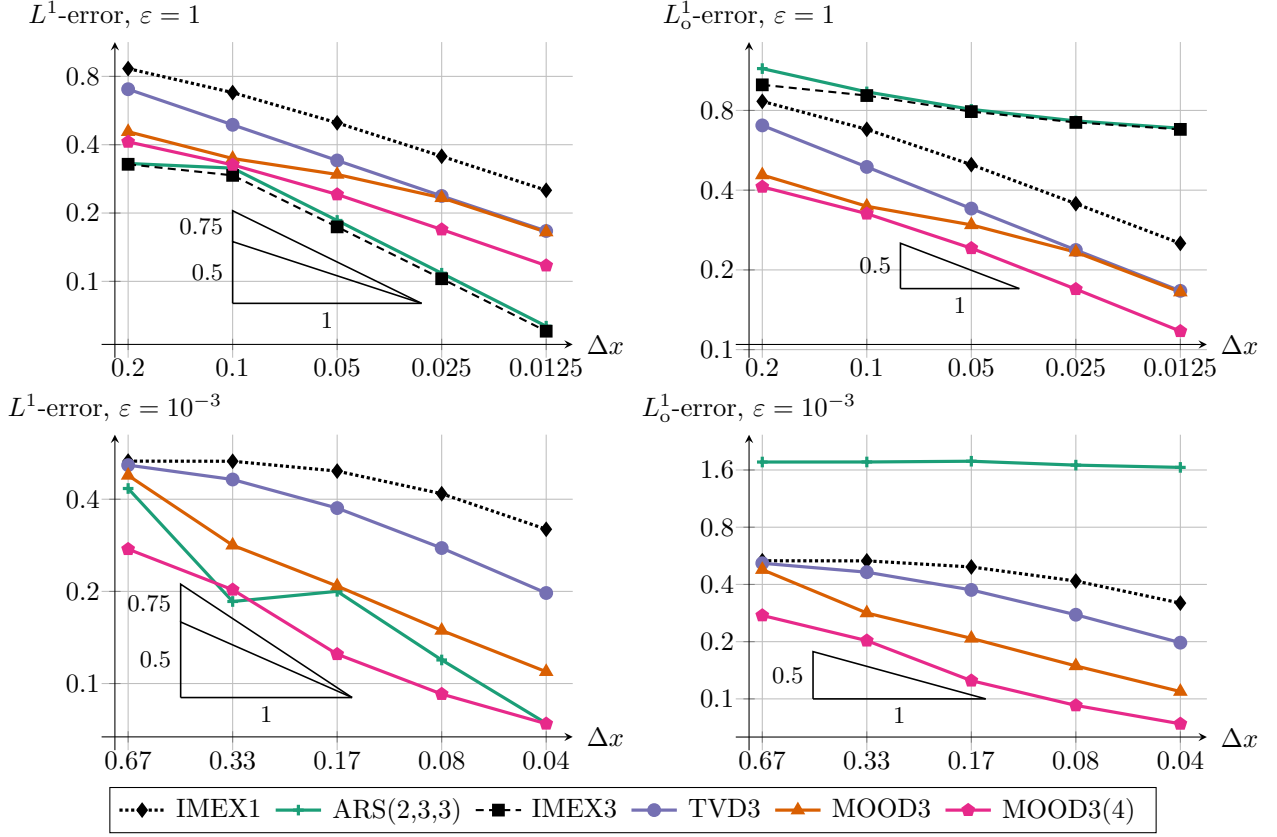 L¹-error, ε = 1
0.8
0.4
0.2
0.1
0.75
0.5
1
0.2 0.1 0.05 0.025 0.0125
Δx
L¹ₒ-error, ε = 1
0.8
0.4
0.2
0.1
0.5
1
0.2 0.1 0.05 0.025 0.0125
Δx
L¹-error, ε = 10⁻³
0.4
0.2
0.1
0.75
0.5
1
0.67 0.33 0.17 0.08 0.04
Δx
L¹ₒ-error, ε = 10⁻³
1.6
0.8
0.4
0.2
0.1
0.5
1
0.67 0.33 0.17 0.08 0.04
Δx
IMEX1 ARS(2,3,3) IMEX3 TVD3 MOOD3 MOOD3(4)